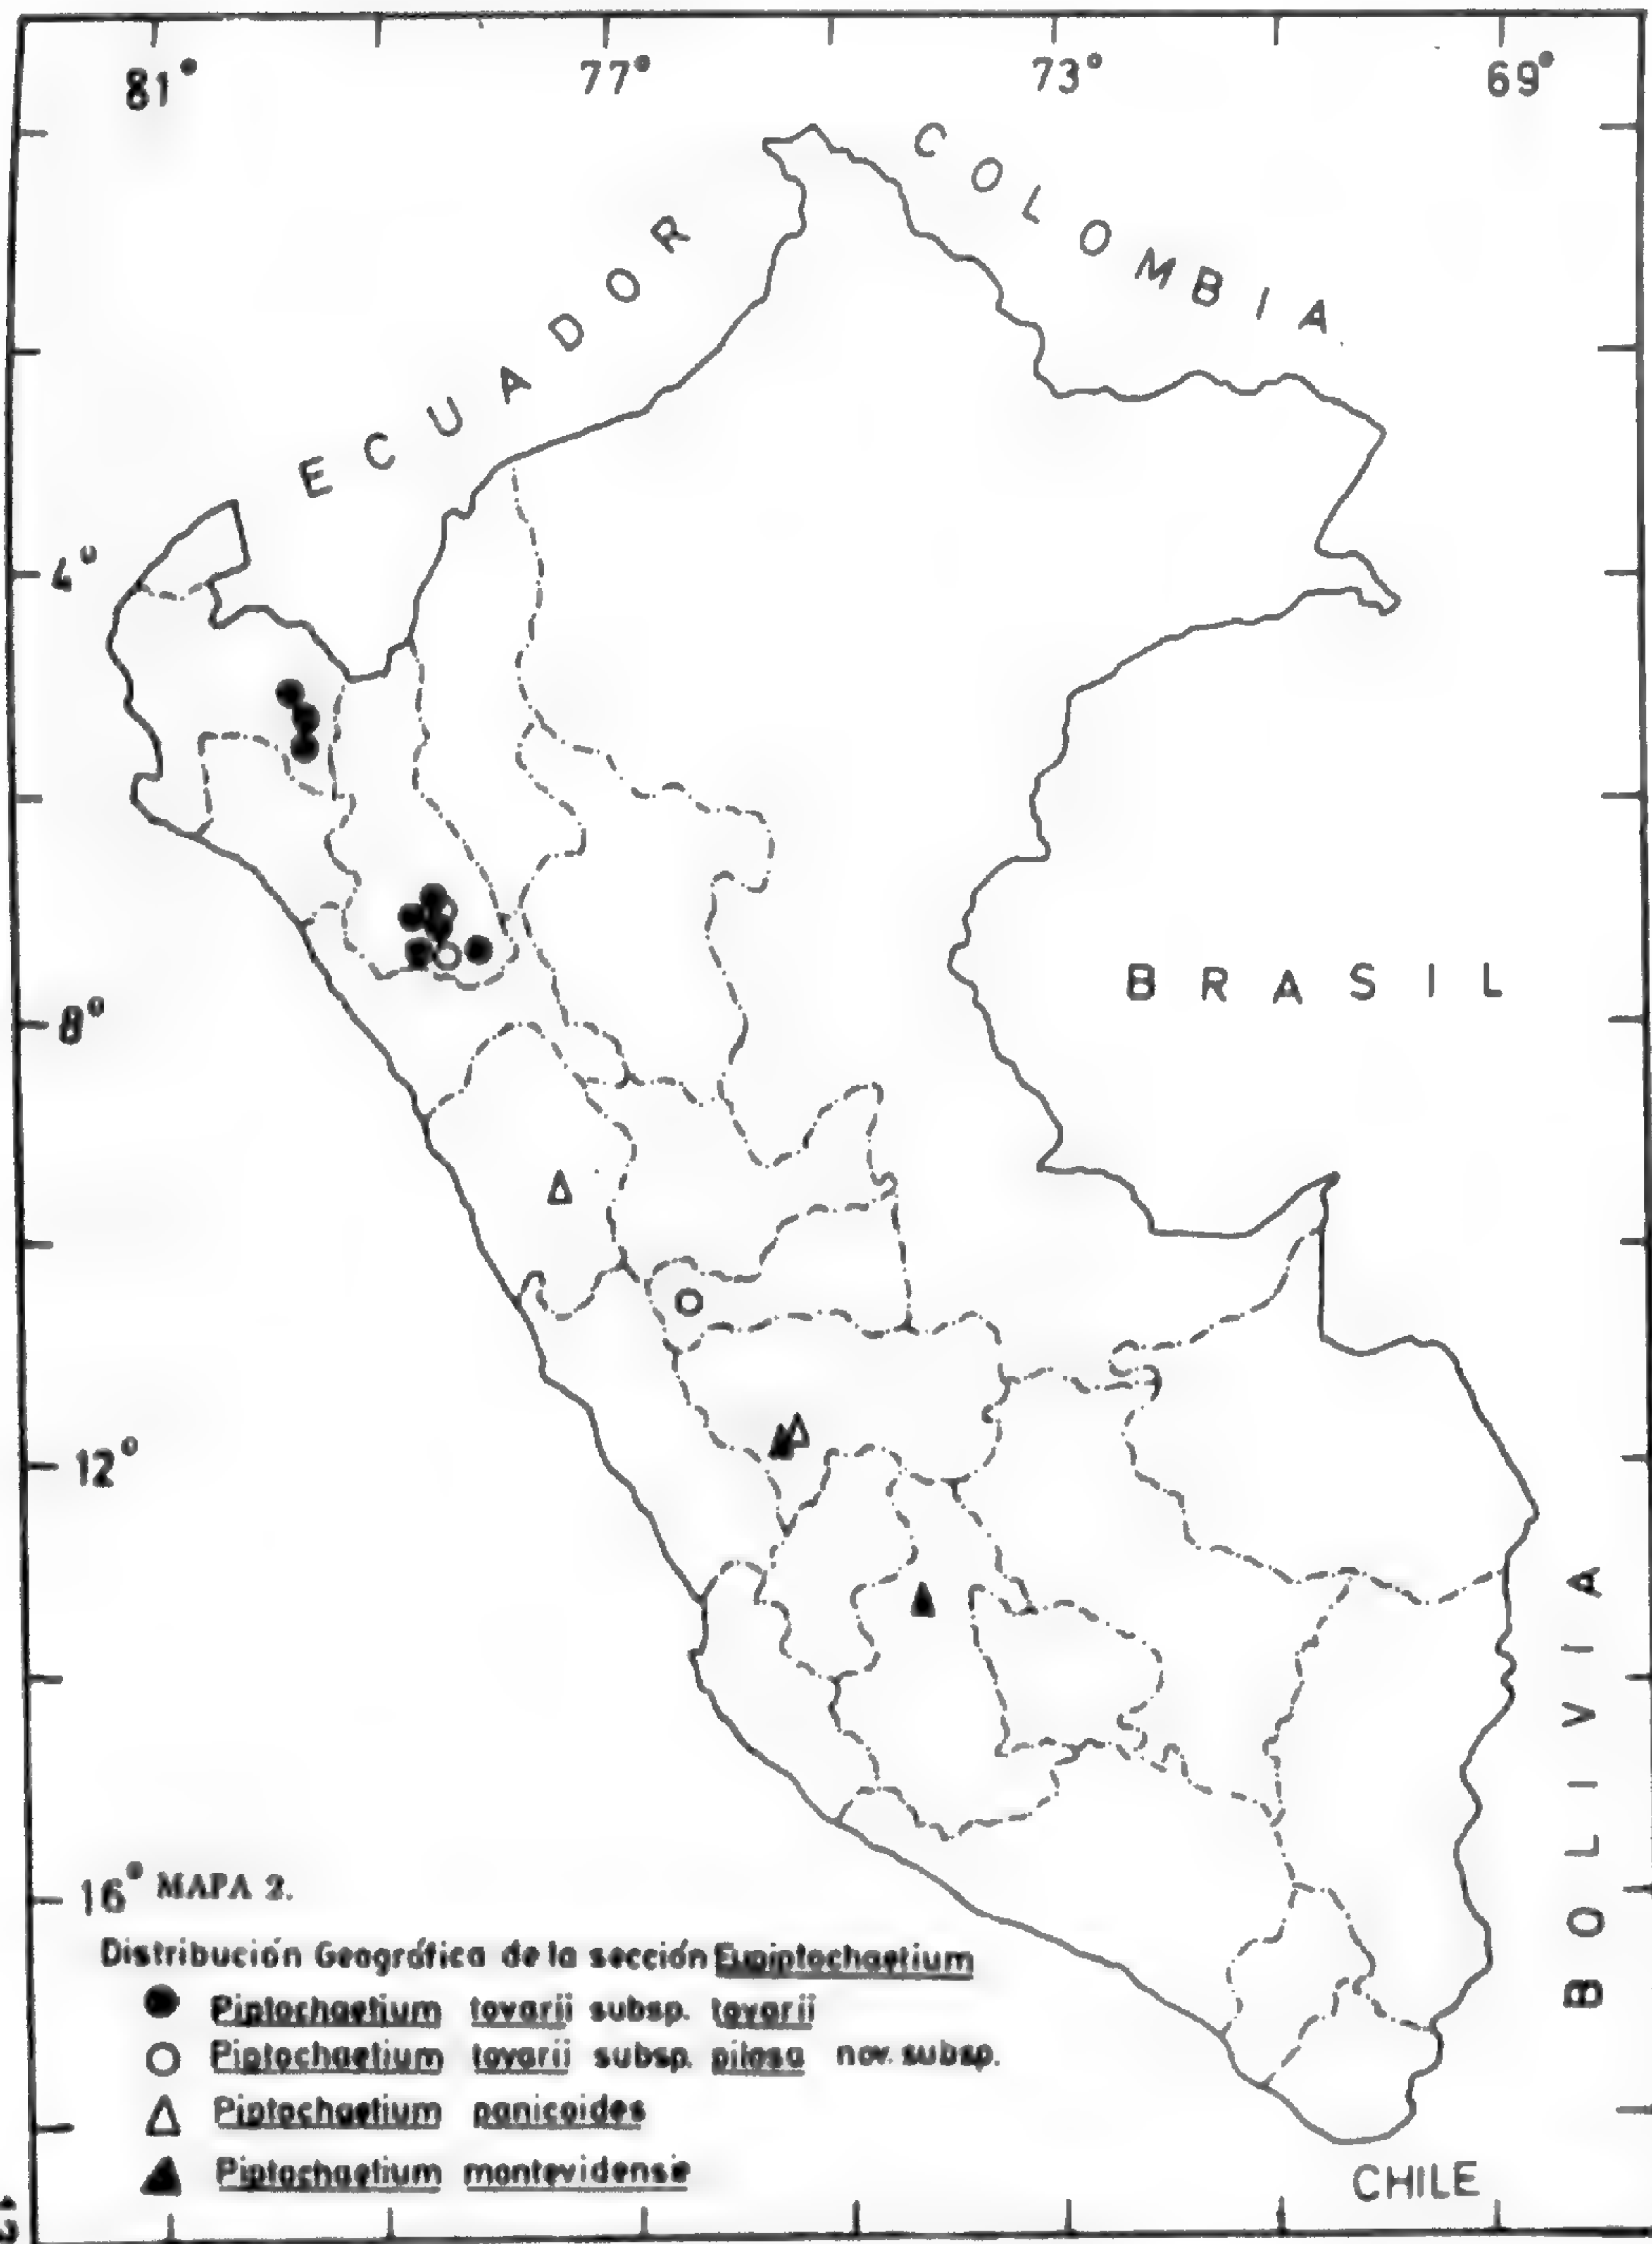 81° 77° 73° 69°
COLOMBIA
ECUADOR
4°
BRASIL
8°
12°
BOLIVIA
16° MAPA 2.
Distribución Geográfica de la sección Eupiptochaetium
Piptochaetium tovarii subsp. tovarii
Piptochaetium tovarii subsp. pilosa nov. subsp.
Piptochaetium panicoides
Piptochaetium montevidense
CHILE